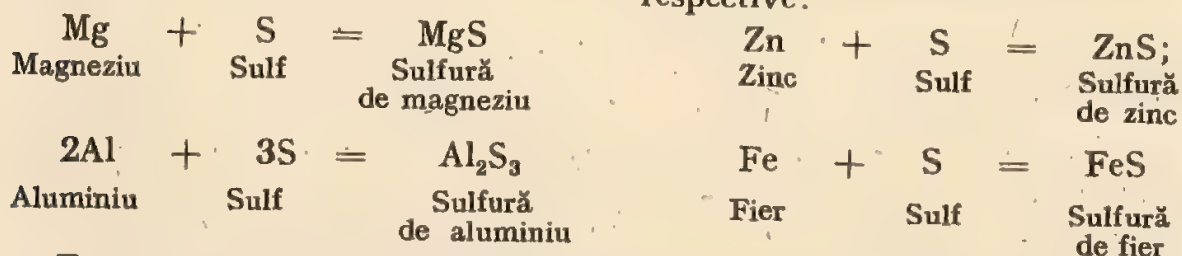 respective:
Mg + S = MgS
Magneziu Sulf Sulfură
de magneziu
2Al + 3S = Al₂S₃
Aluminiu Sulf Sulfură
de aluminiu
Zn + S = ZnS;
Zinc Sulf Sulfură
de zinc
Fe + S = FeS
Fier Sulf Sulfură
de fier